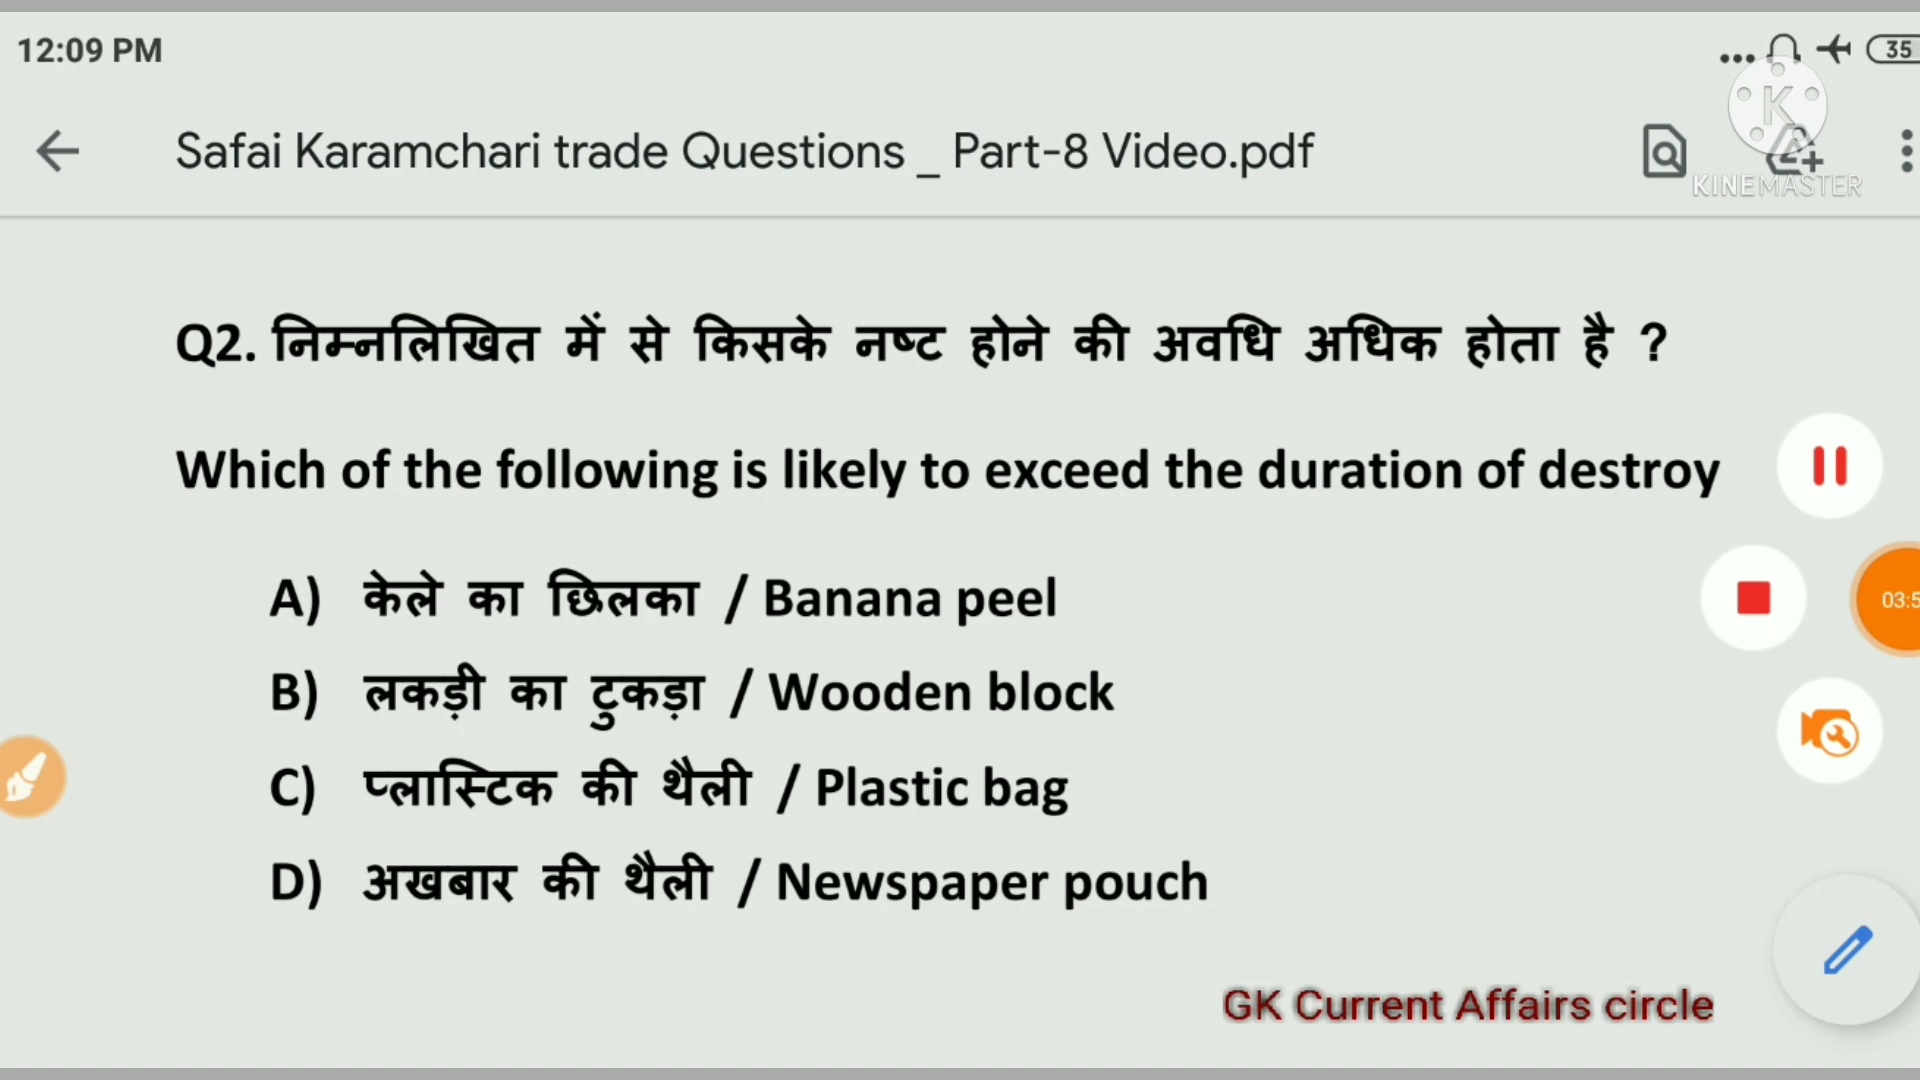 12:09 PM
35
Safai Karamchari trade Questions _ Part-8 Video.pdf
KINEMASTER
Q2. निम्नलिखित में से किसके नष्ट होने की अवधि अधिक होता है ?
Which of the following is likely to exceed the duration of destroy
A) केले का छिलका / Banana peel
B) लकड़ी का टुकड़ा / Wooden block
C) प्लास्टिक की थैली / Plastic bag
D) अखबार की थैली / Newspaper pouch
GK Current Affairs circle